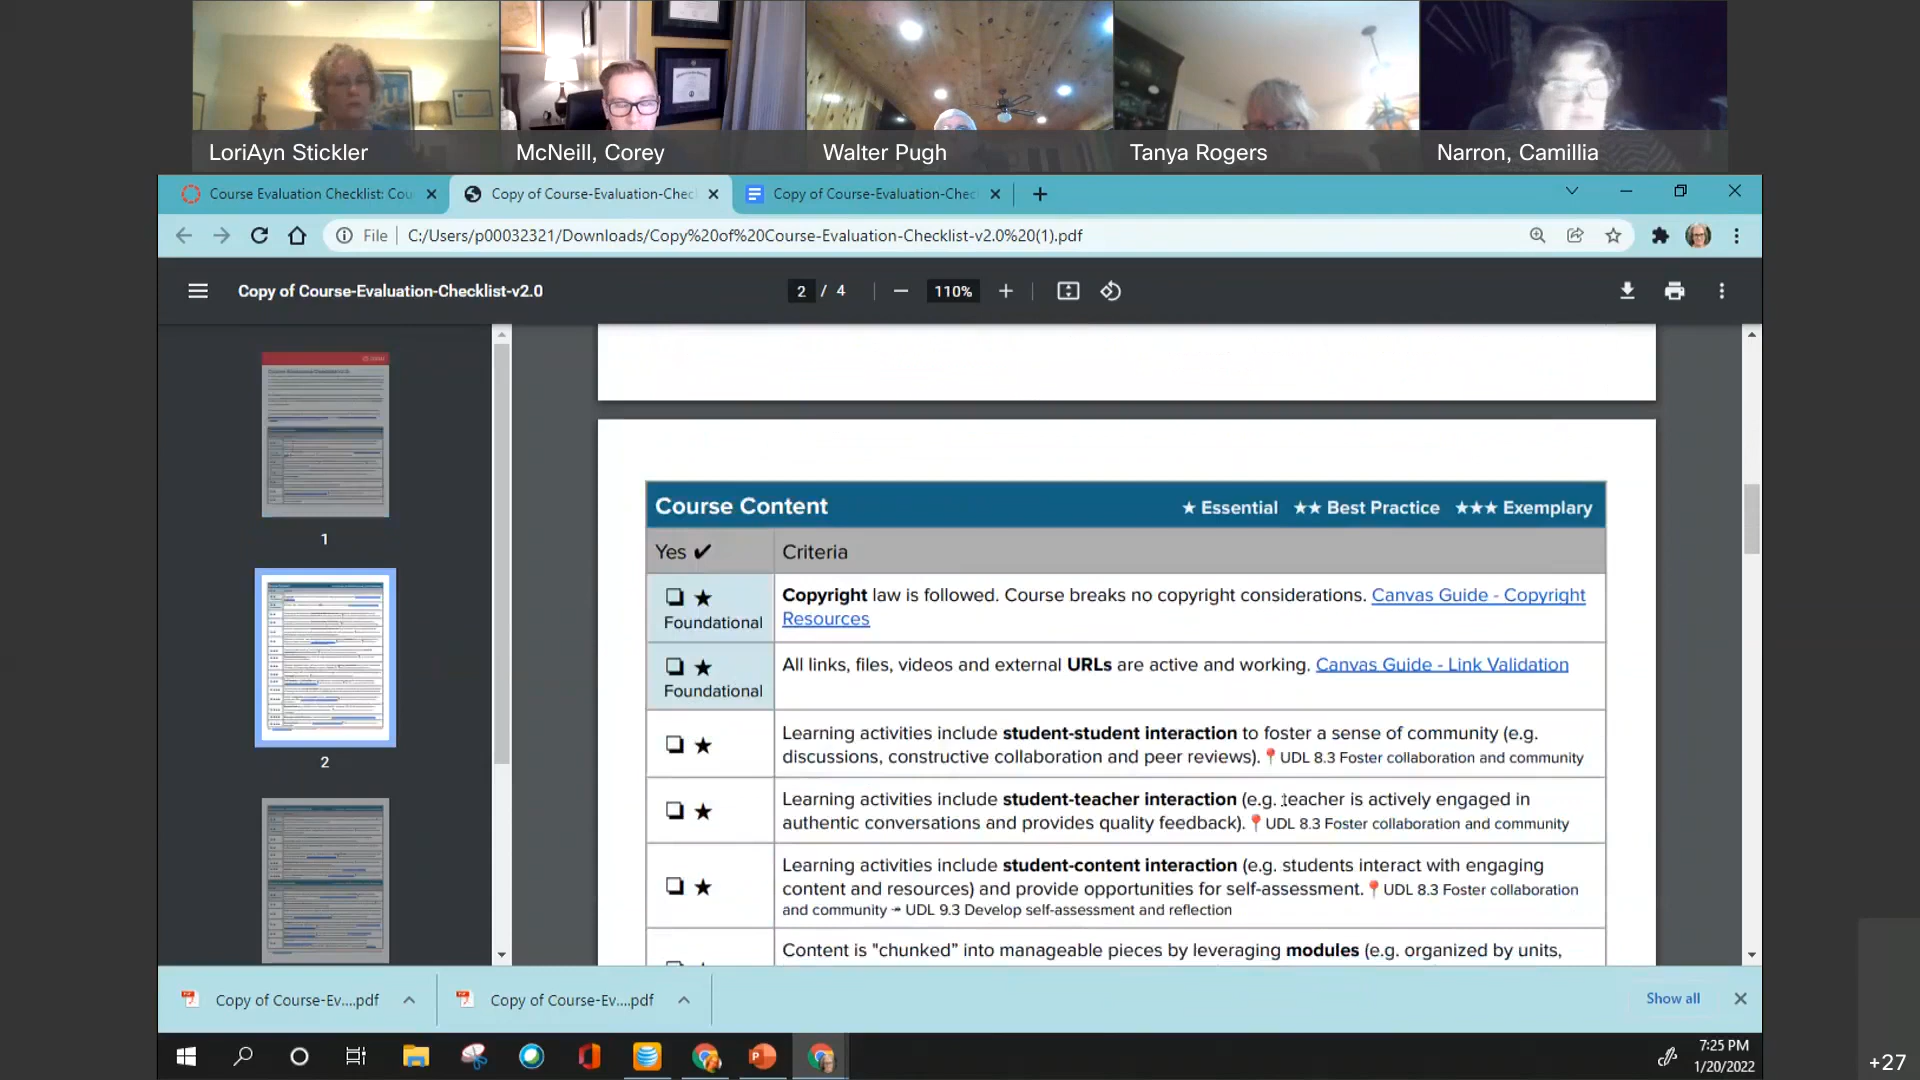 LoriAyn Stickler
McNeill, Corey
Walter Pugh
Tanya Rogers
Narron, Camillia
Course Evaluation Checklist: Cou
Copy of Course-Evaluation-Chec
Copy of Course-Evaluation-Chec
File
C:/Users/p00032321/Downloads/Copy%20of%20Course-Evaluation-Checklist-v2.0%20(1).pdf
Copy of Course-Evaluation-Checklist-v2.0
2 / 4
110%
1
2
Course Content
★ Essential ★★ Best Practice ★★★ Exemplary
Yes ✔
Criteria
❏ ★
Foundational
Copyright law is followed. Course breaks no copyright considerations. Canvas Guide - Copyright
Resources
❏ ★
Foundational
All links, files, videos and external URLs are active and working. Canvas Guide - Link Validation
❏ ★
Learning activities include student-student interaction to foster a sense of community (e.g.
discussions, constructive collaboration and peer reviews). 📍UDL 8.3 Foster collaboration and community
❏ ★
Learning activities include student-teacher interaction (e.g. teacher is actively engaged in
authentic conversations and provides quality feedback). 📍UDL 8.3 Foster collaboration and community
❏ ★
Learning activities include student-content interaction (e.g. students interact with engaging
content and resources) and provide opportunities for self-assessment. 📍UDL 8.3 Foster collaboration
and community → UDL 9.3 Develop self-assessment and reflection
Content is "chunked” into manageable pieces by leveraging modules (e.g. organized by units,
Copy of Course-Ev....pdf
Copy of Course-Ev....pdf
Show all
7:25 PM
1/20/2022
+27